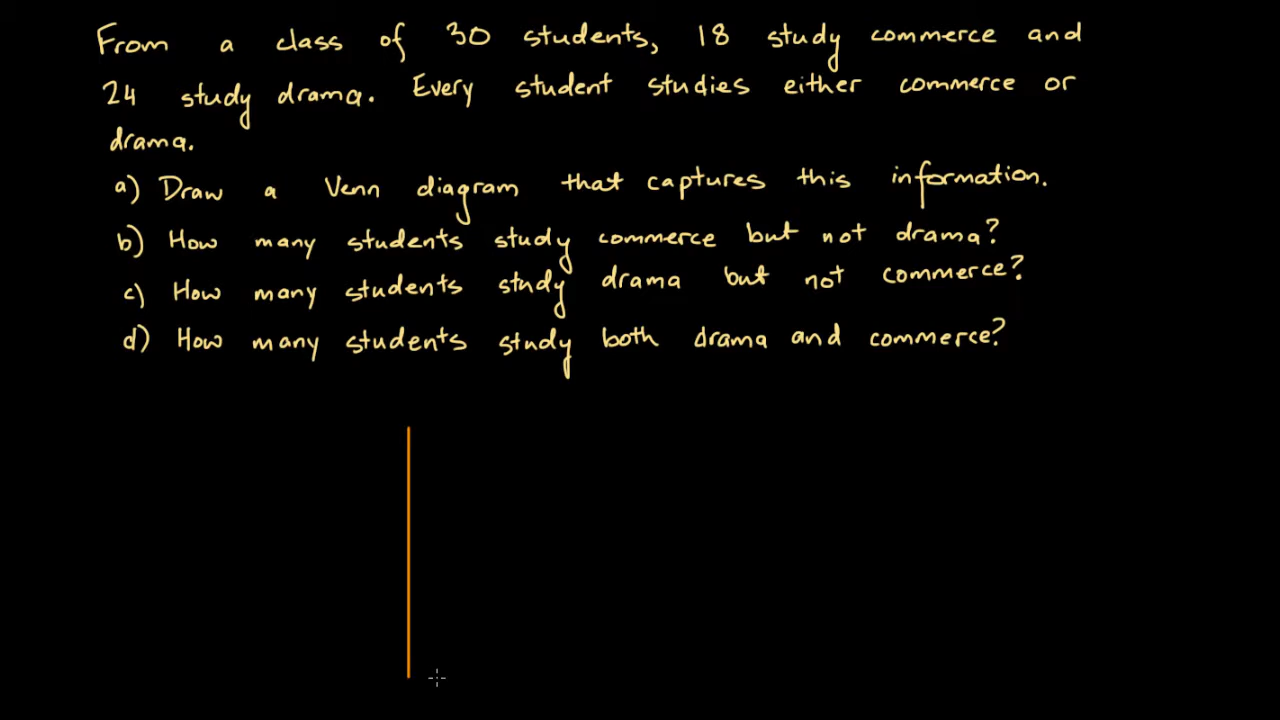 From a class of 30 students, 18 study commerce and
24 study drama. Every student studies either commerce or
drama.
a) Draw a Venn diagram that captures this information.
b) How many students study commerce but not drama?
c) How many students study drama but not commerce?
d) How many students study both drama and commerce?